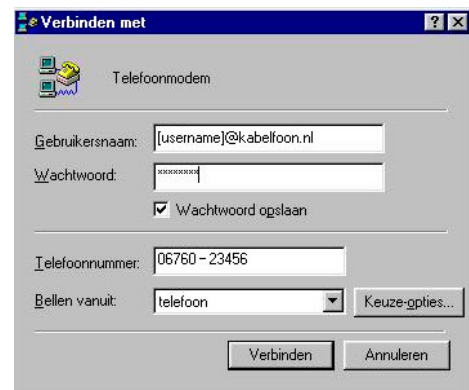 Verbinden met
Telefoonmodem
Gebruikersnaam: [username]@kabelfoon.nl
Wachtwoord: ********
Wachtwoord opslaan
Telefoonnummer: 06760-23456
Bellen vanuit: telefoon Keuze-opties...
Verbinden Annuleren